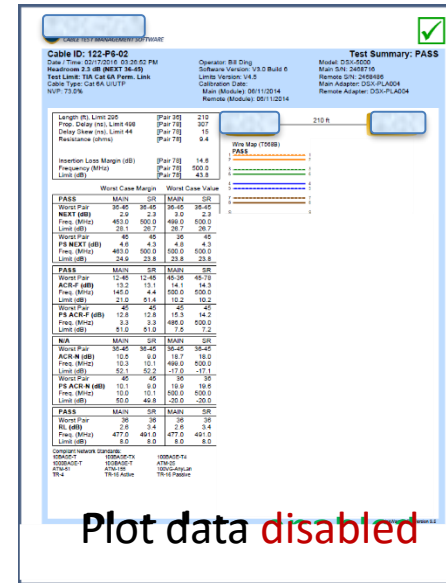 CABLE TEST MANAGEMENT SOFTWARE
Cable ID: 122-P6-02
Test Summary: PASS
Date / Time: 02/17/2016 03:26:52 PM
Operator: Bill Ding
Model: DSX-5000
Headroom 2.3 dB (NEXT 36-45)
Software Version: V3.0 Build 6
Main S/N: 2468716
Test Limit: TIA Cat 6A Perm. Link
Limits Version: V4.5
Remote S/N: 2468486
Cable Type: Cat 6A U/UTP
Calibration Date:
Main Adapter: DSX-PLA004
NVP: 73.0%
Main (Module): 06/11/2014
Remote Adapter: DSX-PLA004
Remote (Module): 06/11/2014
Length (ft), Limit 295 [Pair 36] 210
Prop. Delay (ns), Limit 498 [Pair 78] 307
Delay Skew (ns), Limit 44 [Pair 78] 15
Resistance (ohms) [Pair 78] 9.4
210 ft
Wire Map (T568B)
PASS
Insertion Loss Margin (dB) [Pair 78] 14.6
Frequency (MHz) [Pair 78] 500.0
Limit (dB) [Pair 78] 43.8
Worst Case Margin Worst Case Value
PASS MAIN SR MAIN SR
Worst Pair 36-45 36-45 36-45 36-45
NEXT (dB) 2.9 2.3 3.0 2.3
Freq. (MHz) 453.0 500.0 499.0 500.0
Limit (dB) 28.1 26.7 26.7 26.7
Worst Pair 45 45 36 45
PS NEXT (dB) 4.6 4.3 4.8 4.3
Freq. (MHz) 463.0 500.0 500.0 500.0
Limit (dB) 24.9 23.8 23.8 23.8
PASS MAIN SR MAIN SR
Worst Pair 12-45 12-45 45-36 45-78
ACR-F (dB) 13.2 13.1 14.1 14.3
Freq. (MHz) 145.0 4.4 500.0 500.0
Limit (dB) 21.0 51.4 10.2 10.2
Worst Pair 45 45 45 45
PS ACR-F (dB) 12.8 12.8 15.3 14.2
Freq. (MHz) 3.3 3.3 486.0 500.0
Limit (dB) 51.0 51.0 7.5 7.2
N/A MAIN SR MAIN SR
Worst Pair 36-45 36-45 36-45 36-45
ACR-N (dB) 10.5 9.0 18.7 18.0
Freq. (MHz) 10.3 10.1 499.0 500.0
Limit (dB) 52.1 52.2 -17.0 -17.1
Worst Pair 45 45 36 36
PS ACR-N (dB) 10.1 9.0 19.9 19.6
Freq. (MHz) 10.0 10.1 500.0 500.0
Limit (dB) 50.0 49.8 -20.0 -20.0
PASS MAIN SR MAIN SR
Worst Pair 36 36 36 36
RL (dB) 2.6 3.4 2.6 3.4
Freq. (MHz) 477.0 491.0 477.0 491.0
Limit (dB) 8.0 8.0 8.0 8.0
Compliant Network Standards:
10BASE-T 100BASE-TX 100BASE-T4
1000BASE-T 10GBASE-T ATM-25
ATM-51 ATM-155 100VG-AnyLan
TR-4 TR-16 Active TR-16 Passive
Plot data disabled